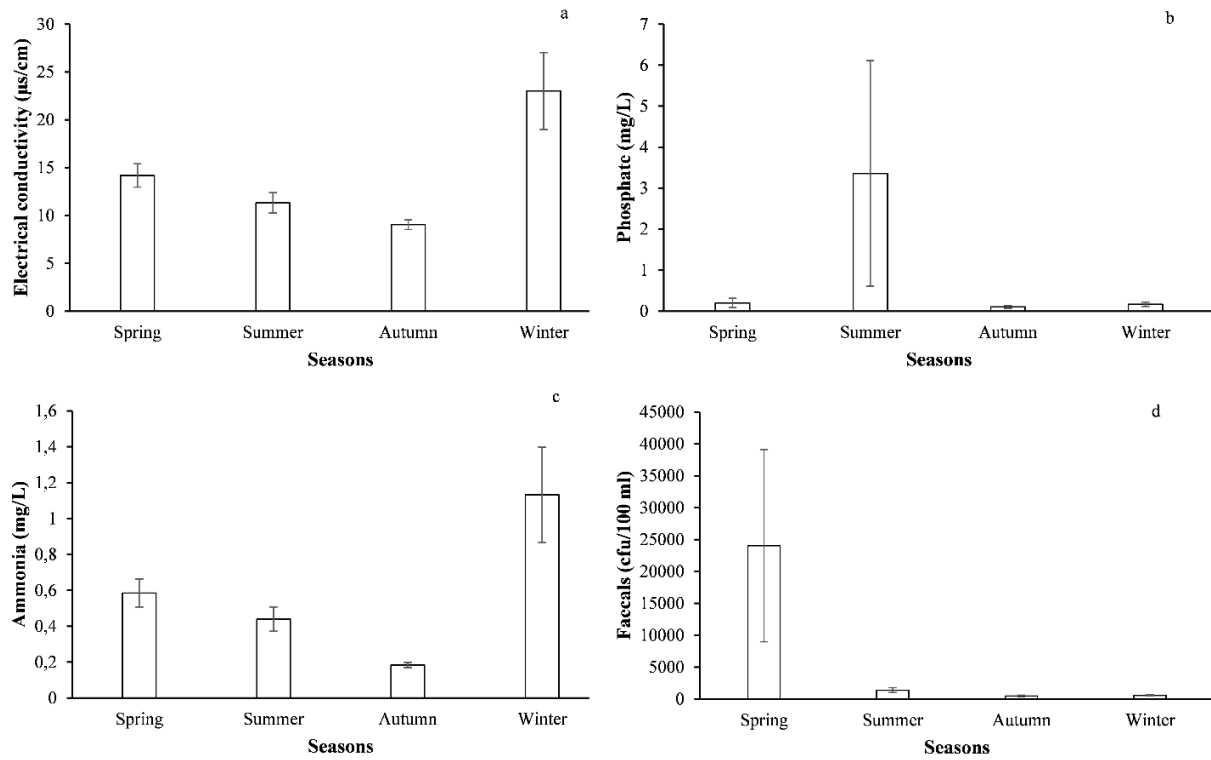 a
Electrical conductivity (µs/cm)
30
25
20
15
10
5
0
Spring Summer Autumn Winter
Seasons
b
Phosphatc (mg/L)
7
6
5
4
3
2
1
0
Spring Summer Autumn Winter
Seasons
c
Ammonia (mg/L)
1,6
1,4
1,2
1
0,8
0,6
0,4
0,2
0
Spring Summer Autumn Winter
Seasons
d
Faccals (cfu/100 ml)
45000
40000
35000
30000
25000
20000
15000
10000
5000
0
Spring Summer Autumn Winter
Seasons